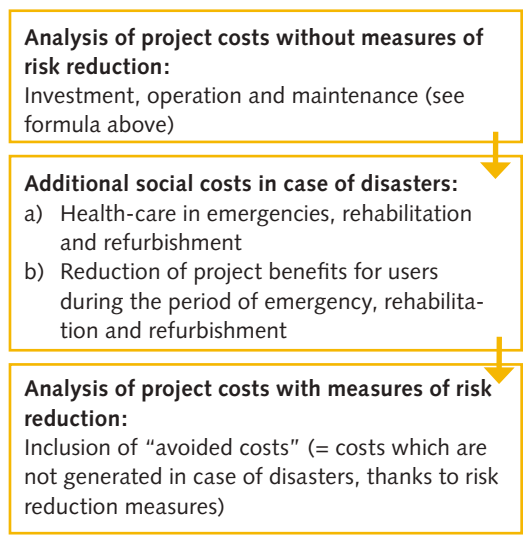 Analysis of project costs without measures of
risk reduction:
Investment, operation and maintenance (see
formula above)
Additional social costs in case of disasters:
a) Health-care in emergencies, rehabilitation
and refurbishment
b) Reduction of project benefits for users
during the period of emergency, rehabilita-
tion and refurbishment
Analysis of project costs with measures of risk
reduction:
Inclusion of “avoided costs” (= costs which are
not generated in case of disasters, thanks to risk
reduction measures)